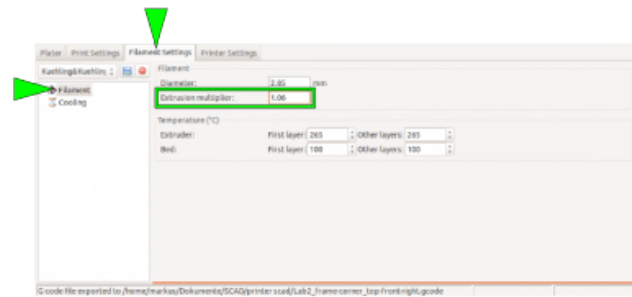 Plater Print Settings Filament Settings Printer Settings
Kuehling&Kuehling
Filament
Cooling
Filament
Diameter: 2.85 mm
Extrusion multiplier: 1.06
Temperature (°C)
Extruder: First layer: 265 Other layers: 265
Bed: First layer: 100 Other layers: 100
G-code file exported to /home/markus/Dokumente/SCAD/printer scad/Lab2_frame-corner_top-front-right.gcode